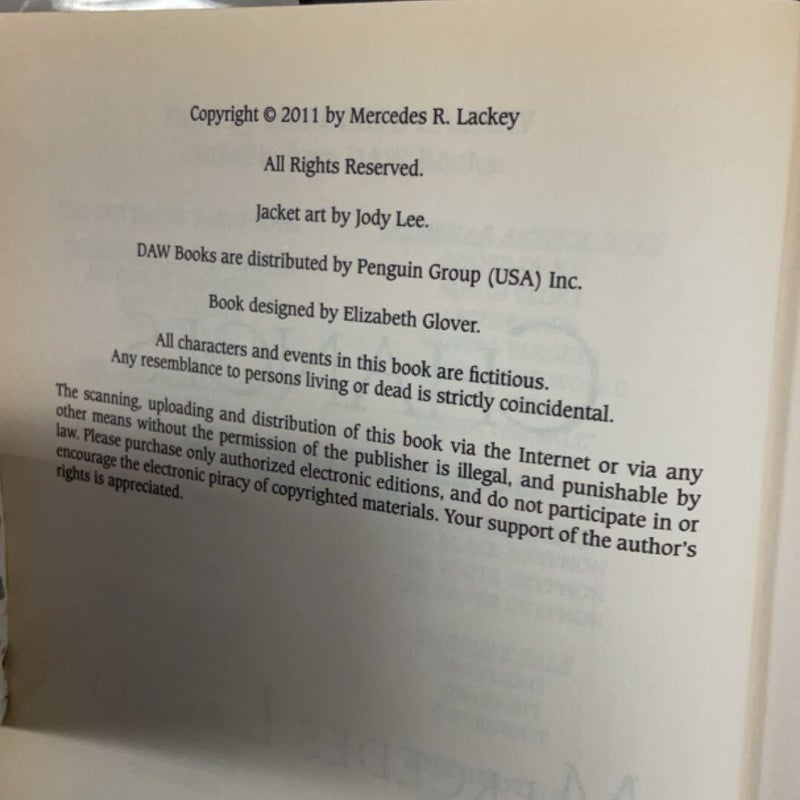 Copyright © 2011 by Mercedes R. Lackey
All Rights Reserved.
Jacket art by Jody Lee.
DAW Books are distributed by Penguin Group (USA) Inc.
Book designed by Elizabeth Glover.
All characters and events in this book are fictitious.
Any resemblance to persons living or dead is strictly coincidental.
The scanning, uploading and distribution of this book via the Internet or via any
other means without the permission of the publisher is illegal, and punishable by
law. Please purchase only authorized electronic editions, and do not participate in or
encourage the electronic piracy of copyrighted materials. Your support of the author's
rights is appreciated.